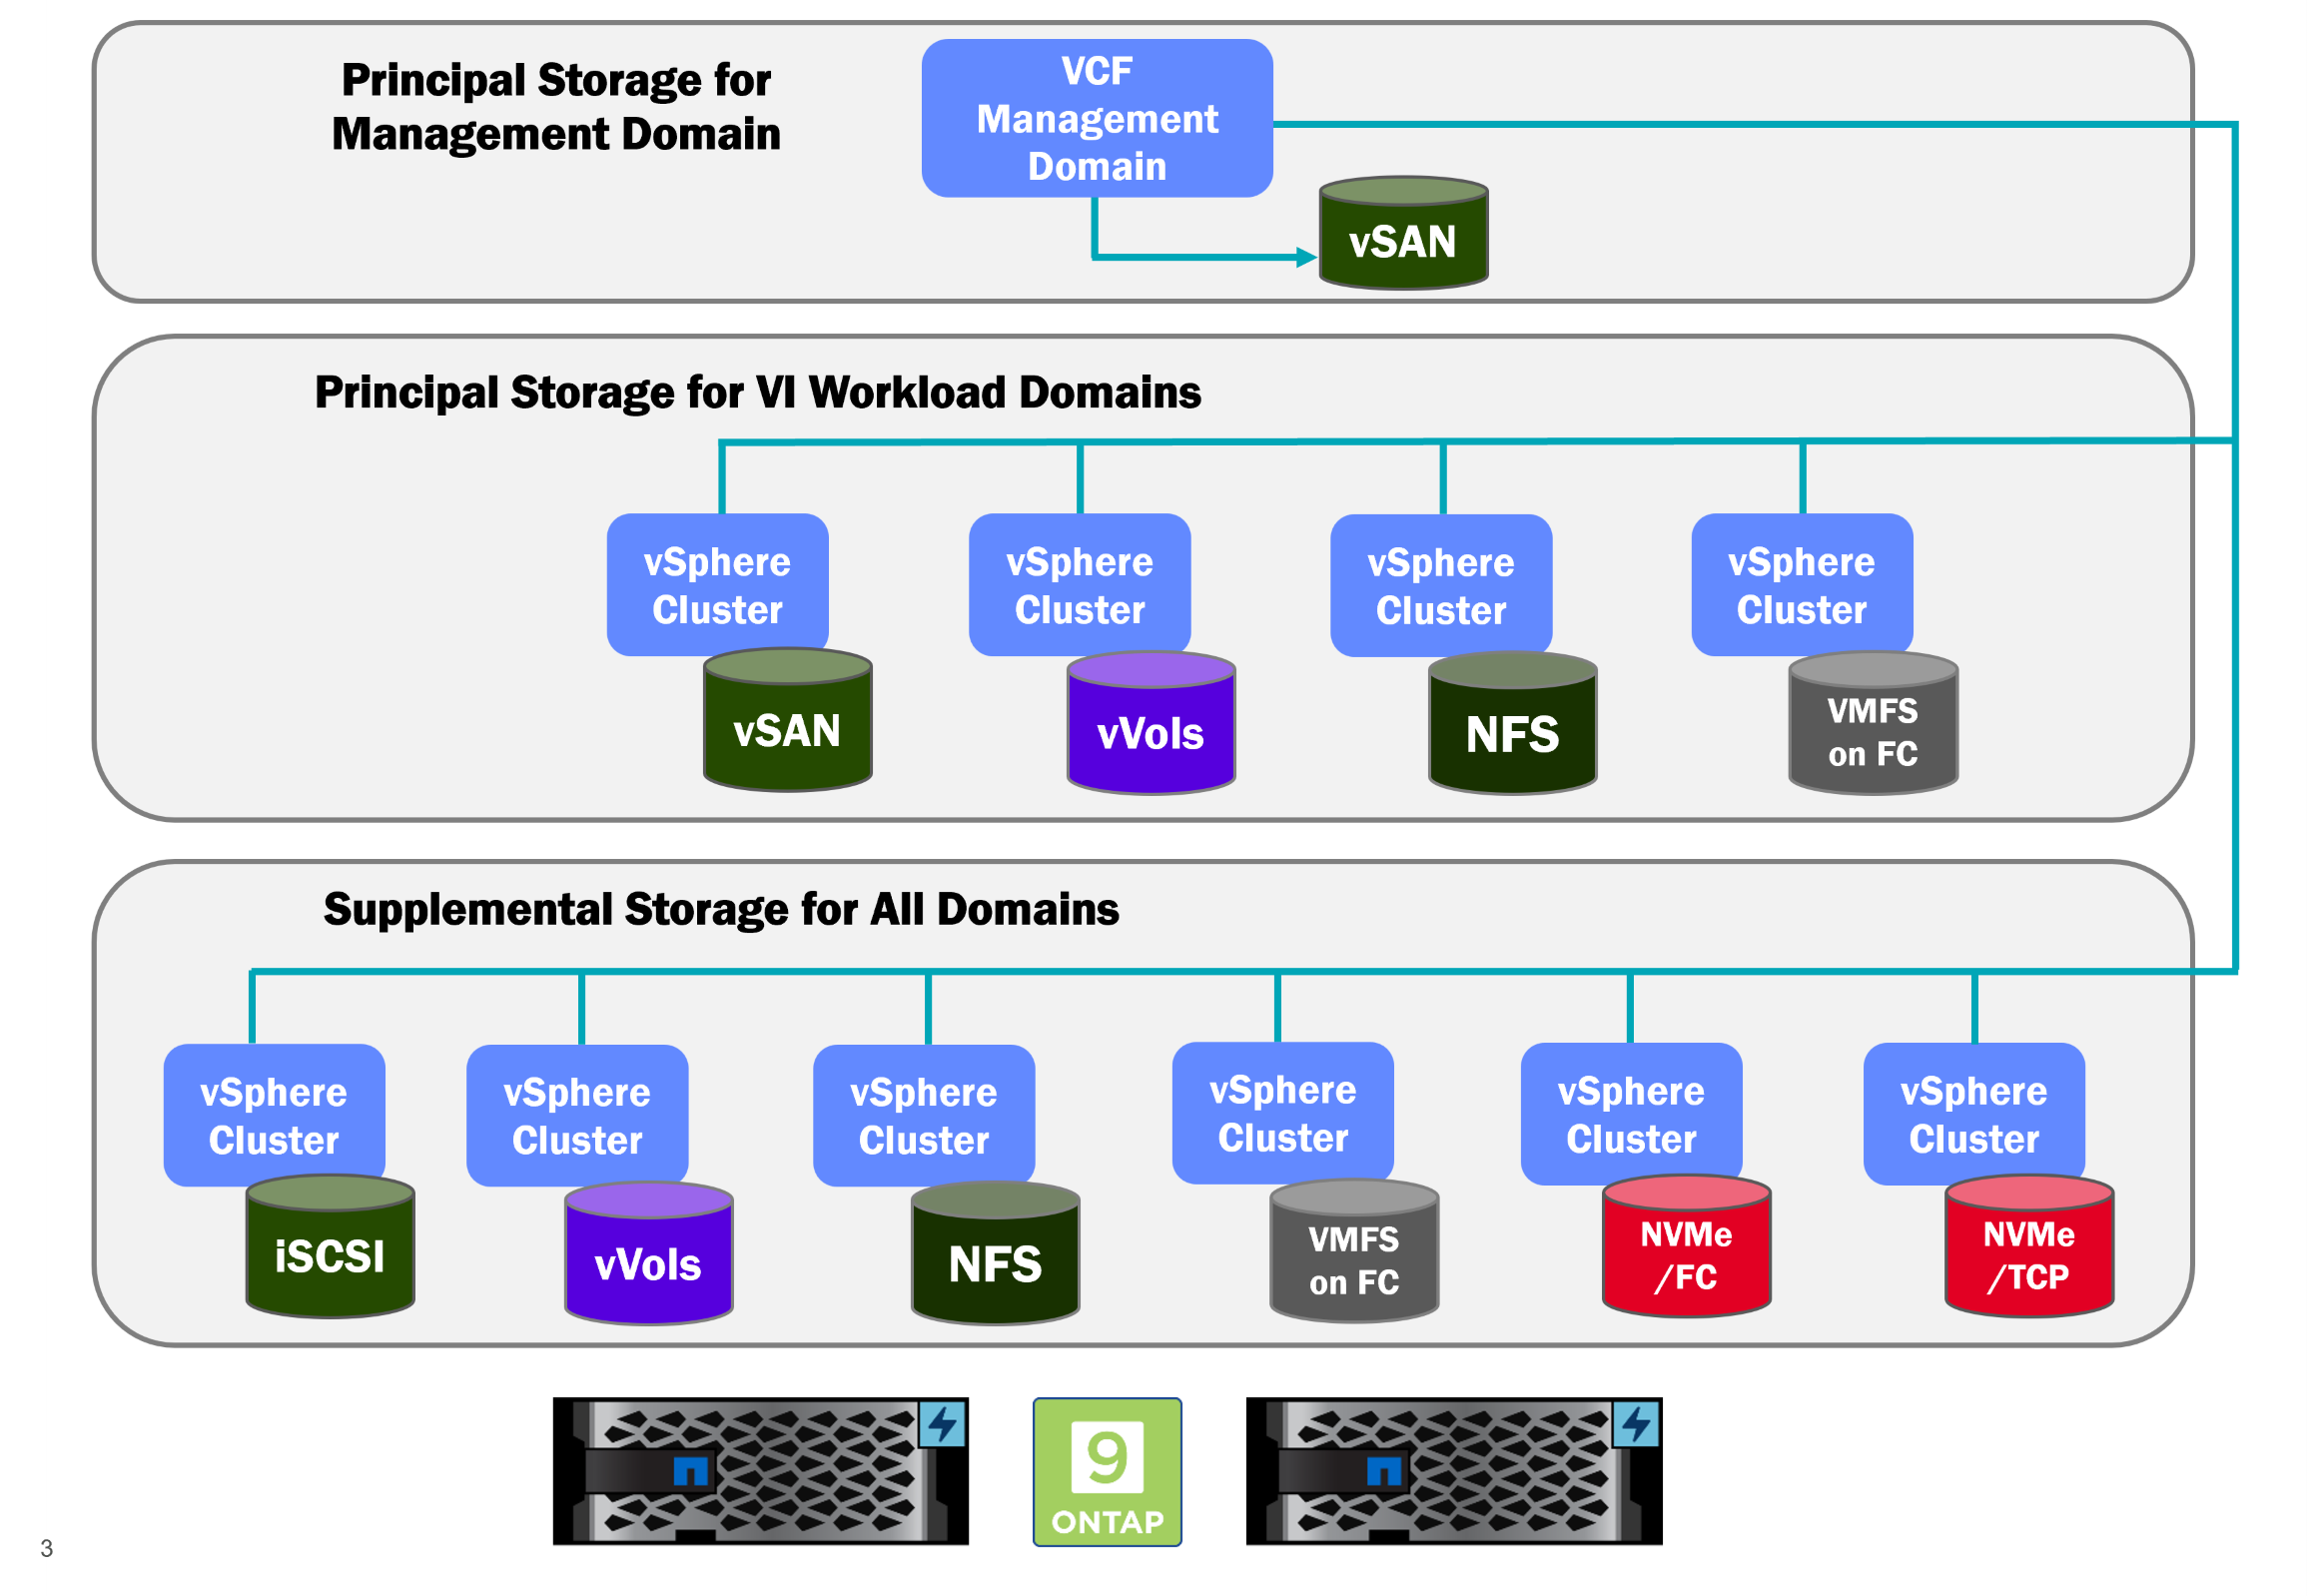 Principal Storage for
Management Domain
VCF
Management
Domain
vSAN
Principal Storage for VI Workload Domains
vSphere
Cluster
vSphere
Cluster
vSphere
Cluster
vSphere
Cluster
vSAN
vVols
NFS
VMFS
on FC
Supplemental Storage for All Domains
vSphere
Cluster
vSphere
Cluster
vSphere
Cluster
vSphere
Cluster
vSphere
Cluster
vSphere
Cluster
iSCSI
vVols
NFS
VMFS
on FC
NVMe
/FC
NVMe
/TCP
9
ONTAP
3